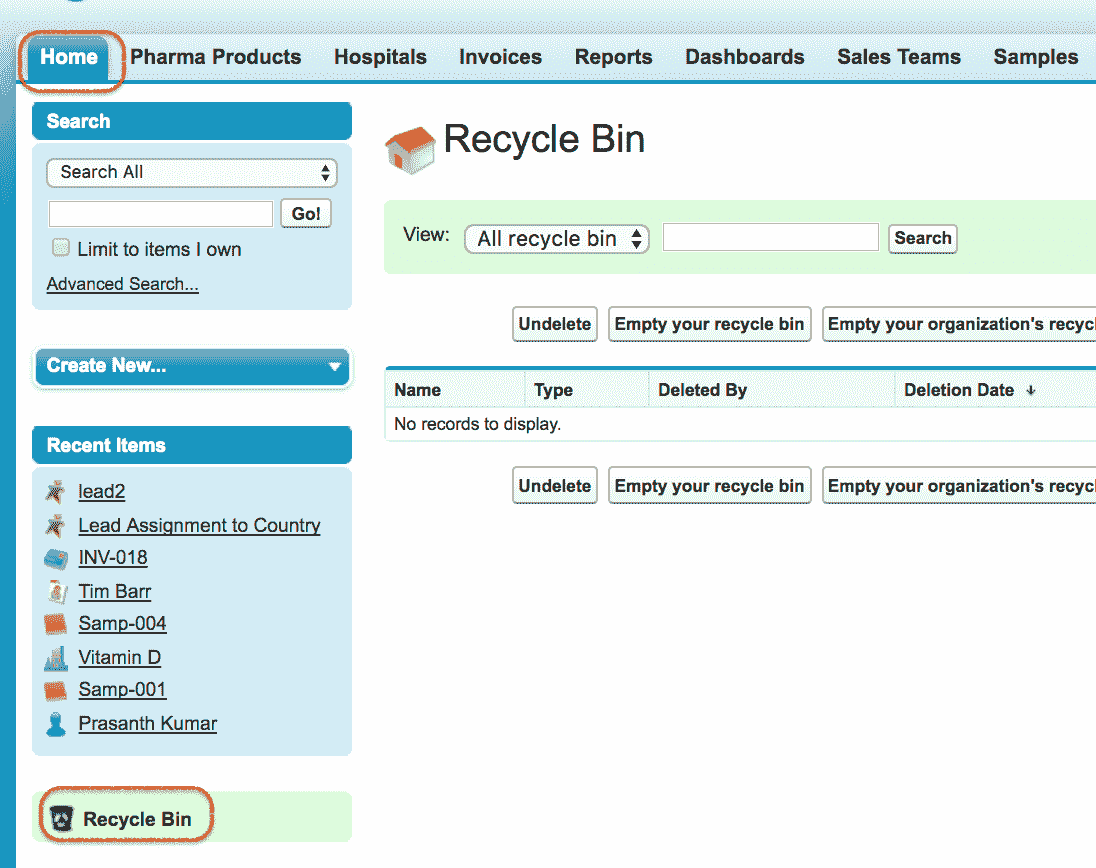 Home Pharma Products Hospitals Invoices Reports Dashboards Sales Teams Samples
Search
Search All
Go!
Limit to items I own
Advanced Search...
Create New...
Recent Items
lead2
Lead Assignment to Country
INV-018
Tim Barr
Samp-004
Vitamin D
Samp-001
Prasanth Kumar
Recycle Bin
Recycle Bin
View: All recycle bin Search
Undelete Empty your recycle bin Empty your organization's recycl
Name Type Deleted By Deletion Date ↓
No records to display.
Undelete Empty your recycle bin Empty your organization's recycl